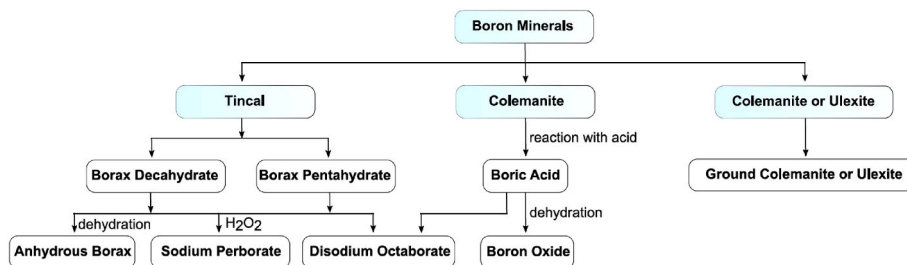 Boron Minerals
Tincal
Colemanite
Colemanite or Ulexite
reaction with acid
Borax Decahydrate
Borax Pentahydrate
Boric Acid
Ground Colemanite or Ulexite
dehydration
H2O2
dehydration
Anhydrous Borax
Sodium Perborate
Disodium Octaborate
Boron Oxide